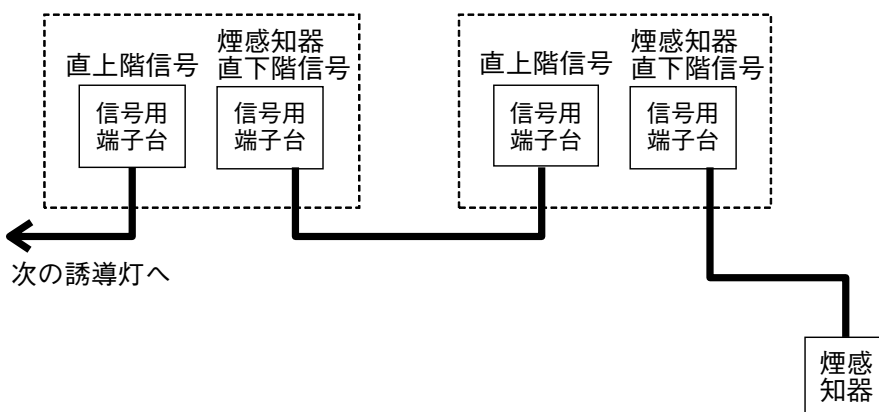 直上階信号
煙感知器
直下階信号
信号用
端子台
信号用
端子台
直上階信号
煙感知器
直下階信号
信号用
端子台
信号用
端子台
次の誘導灯へ
煙感
知器